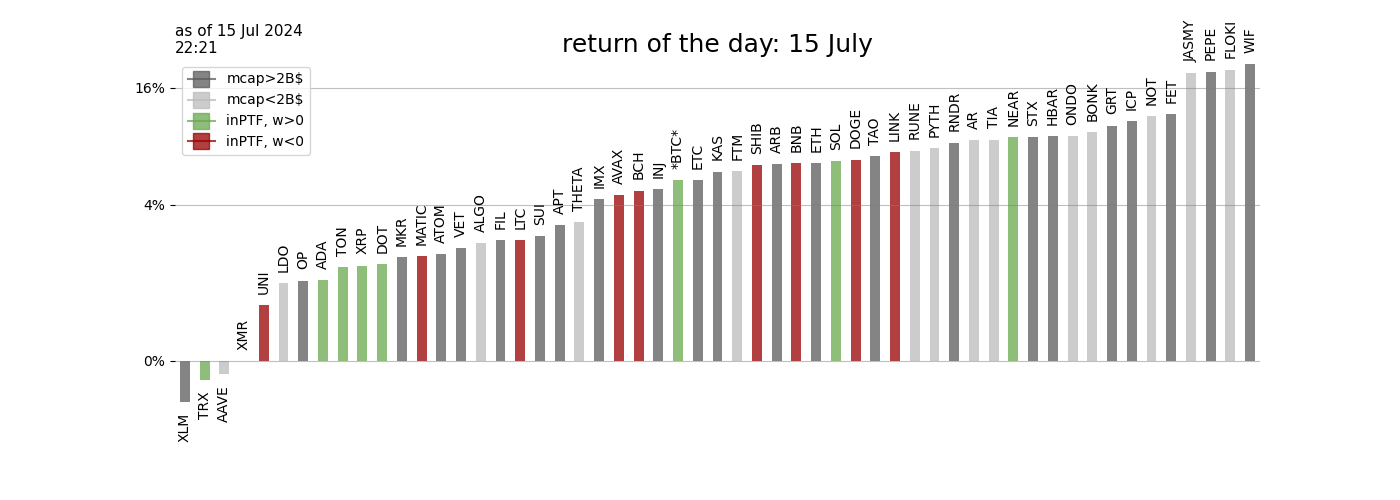 as of 15 Jul 2024
22:21
return of the day: 15 July
mcap>2B$
mcap<2B$
inPTF, w>0
inPTF, w<0
16%
4%
0%
XLM
TRX
AAVE
XMR
UNI
LDO
OP
ADA
TON
XRP
DOT
MKR
MATIC
ATOM
VET
ALGO
FIL
LTC
SUI
APT
THETA
IMX
AVAX
BCH
INJ
*BTC*
ETC
KAS
FTM
SHIB
ARB
BNB
ETH
SOL
DOGE
TAO
LINK
RUNE
PYTH
RNDR
AR
TIA
NEAR
STX
HBAR
ONDO
BONK
GRT
ICP
NOT
FET
JASMY
PEPE
FLOKI
WIF